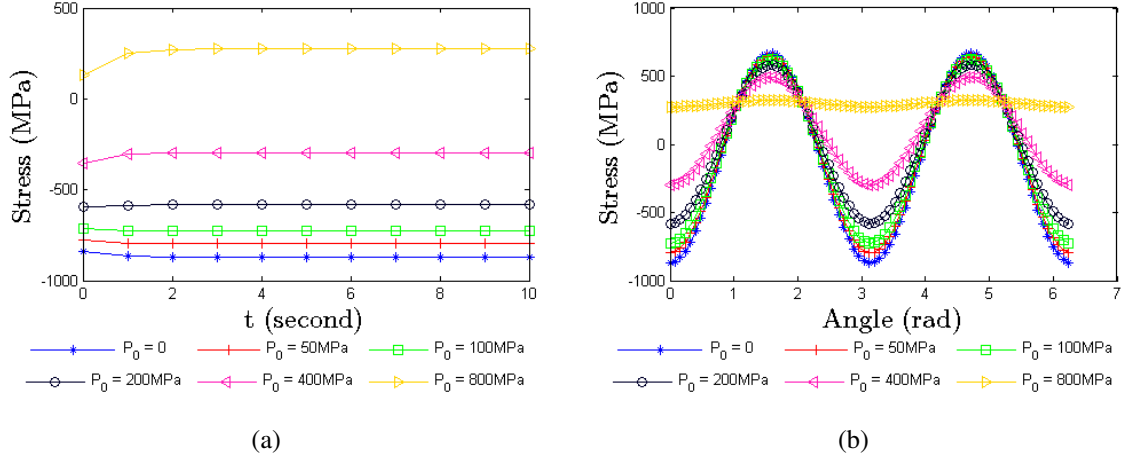 500
0
-500
-1000
Stress (MPa)
0 2 4 6 8 10
t (second)
P0 = 0 P0 = 50MPa P0 = 100MPa
P0 = 200MPa P0 = 400MPa P0 = 800MPa
(a)
1000
500
0
-500
-1000
Stress (MPa)
0 1 2 3 4 5 6 7
Angle (rad)
P0 = 0 P0 = 50MPa P0 = 100MPa
P0 = 200MPa P0 = 400MPa P0 = 800MPa
(b)